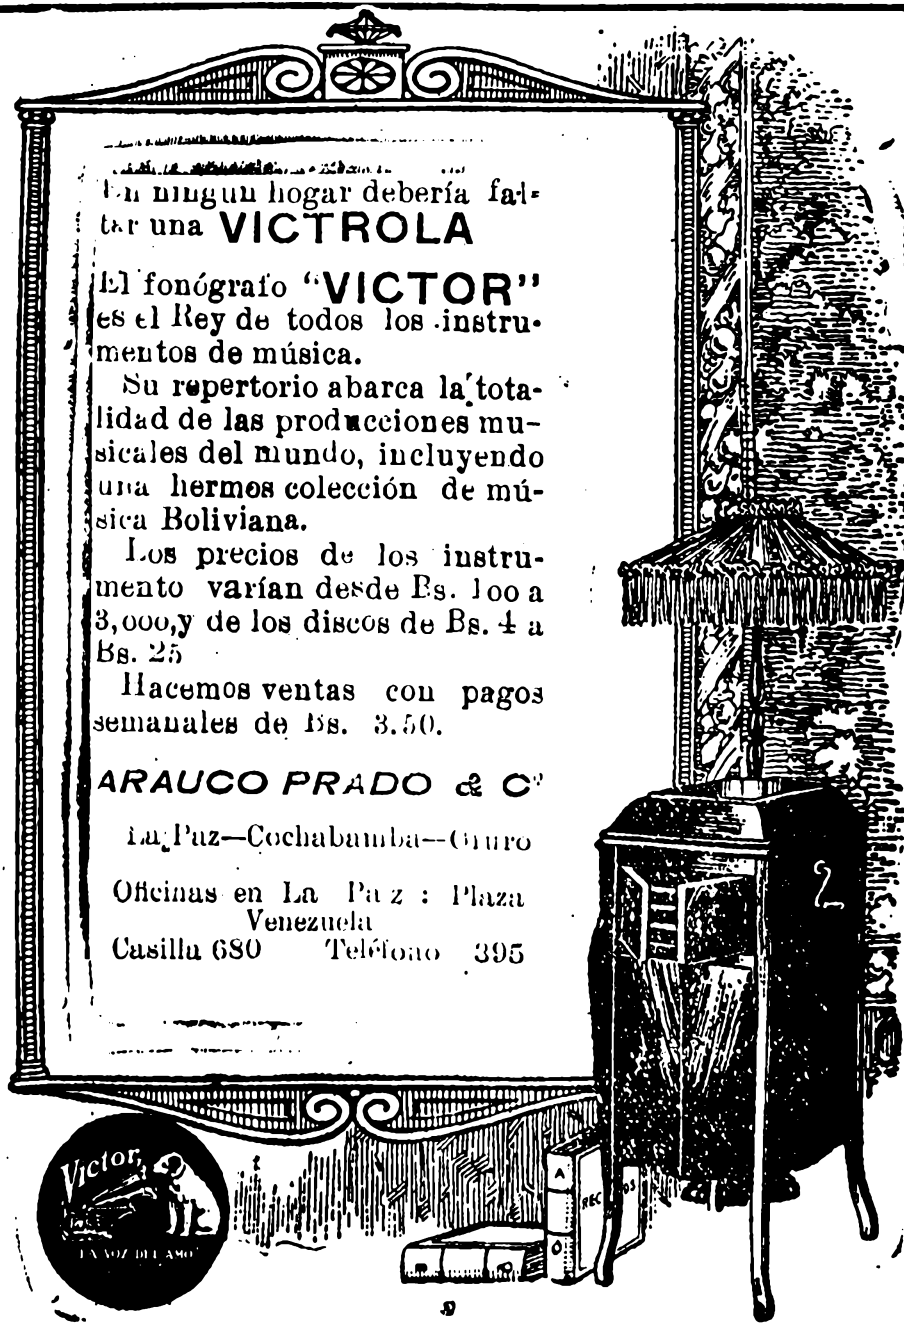 En ningun hogar debería fal-
tar una VICTROLA
El fonógrafo "VICTOR"
es el Rey de todos los instru-
mentos de música.
Su repertorio abarca la tota-
lidad de las producciones mu-
sicales del mundo, incluyendo
una hermos colección de mú-
sica Boliviana.
Los precios de los instru-
mento varían desde Bs. 100 a
3,000,y de los discos de Bs. 4 a
Bs. 25
Hacemos ventas con pagos
semanales de Bs. 3.50.
ARAUCO PRADO & Cª
La Paz—Cochabamba—Oruro
Oficinas en La Paz : Plaza
Venezuela
Casilla 680 Teléfono 395
Victor
LA VOZ DEL AMO
A
O
2